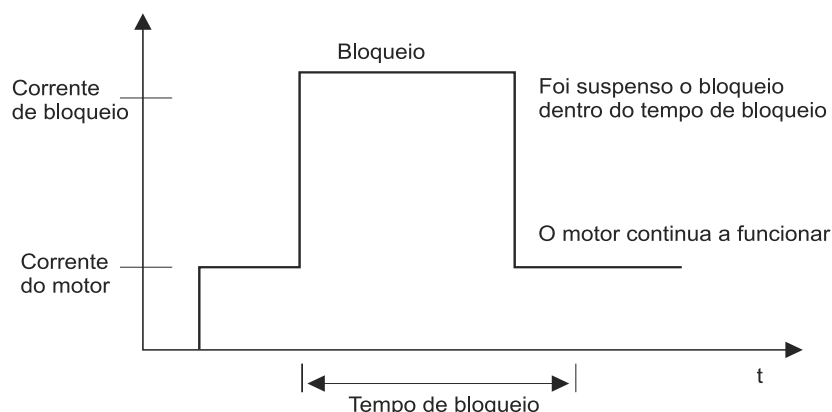 Bloqueio
Corrente
de bloqueio
Foi suspenso o bloqueio
dentro do tempo de bloqueio
O motor continua a funcionar
Corrente
do motor
t
Tempo de bloqueio